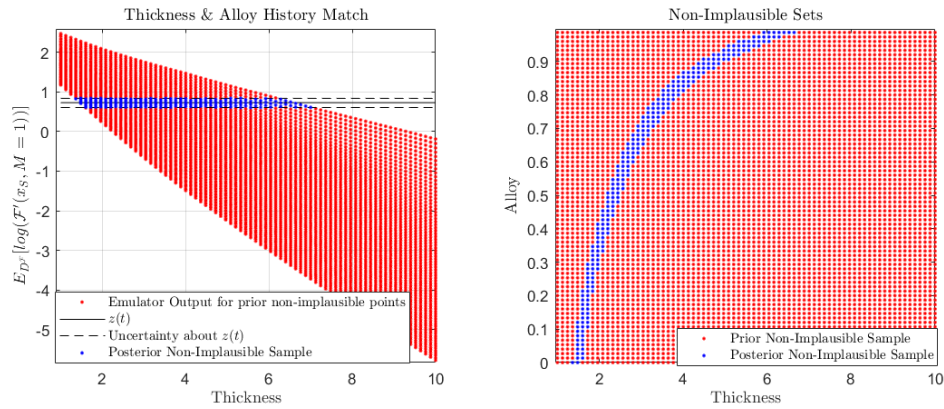 Thickness & Alloy History Match
E_{D^{\mathcal{F}}}[log(\mathcal{F}'(x_S, M = 1))]
2
1
0
-1
-2
-3
-4
-5
Emulator Output for prior non-implausible points
z(t)
Uncertainty about z(t)
Posterior Non-Implausible Sample
2 4 6 8 10
Thickness
Non-Implausible Sets
Alloy
0.9
0.8
0.7
0.6
0.5
0.4
0.3
0.2
0.1
0
Prior Non-Implausible Sample
Posterior Non-Implausible Sample
2 4 6 8 10
Thickness